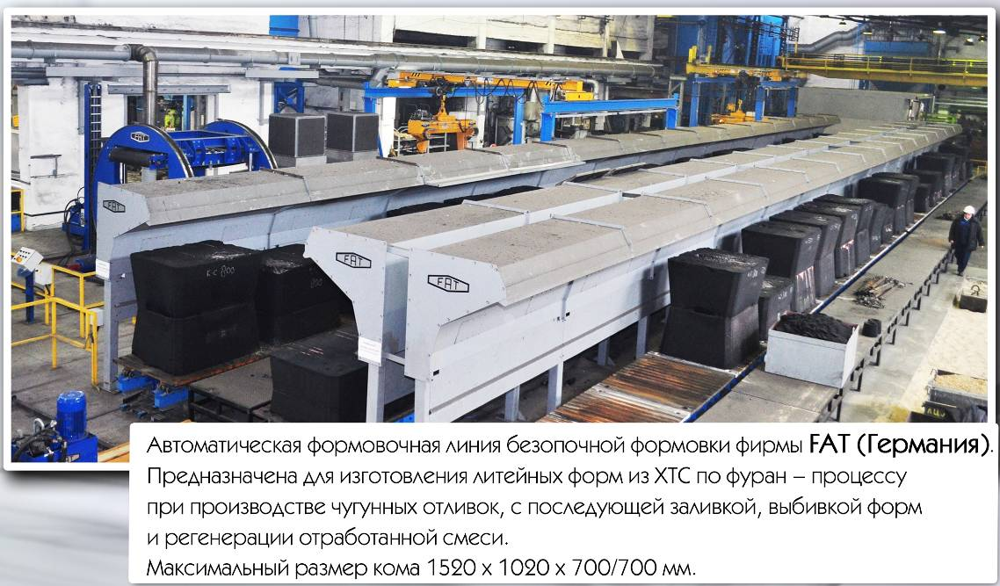 FAT
FAT
FAT
FAT
К-С 800
800
Автоматическая формовочная линия безопочной формовки фирмы FAT (Германия).
Предназначена для изготовления литейных форм из ХТС по фуран – процессу
при производстве чугунных отливок, с последующей заливкой, выбивкой форм
и регенерации отработанной смеси.
Максимальный размер кома 1520 х 1020 х 700/700 мм.